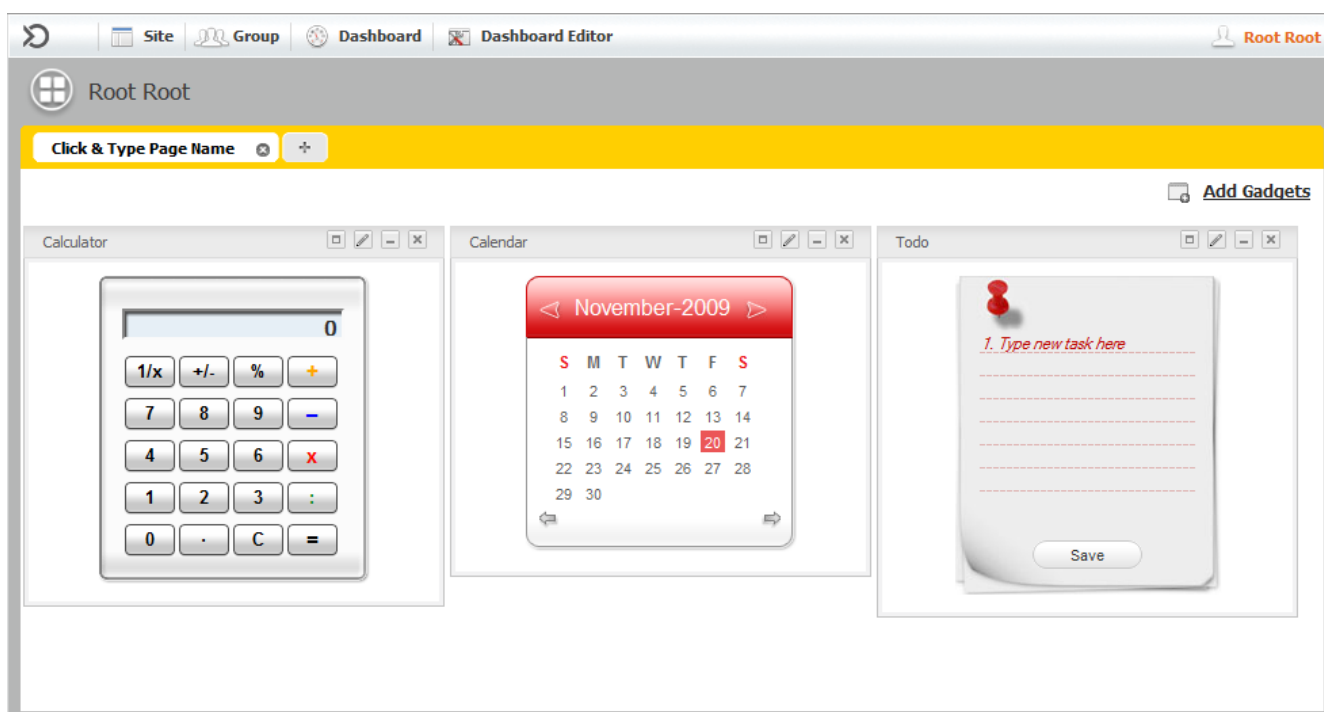 Site Group Dashboard Dashboard Editor Root Root
Root Root
Click & Type Page Name
Add Gadgets
Calculator
0
1/x +/- % +
7 8 9 −
4 5 6 x
1 2 3 :
0 . C =
Calendar
November-2009
S M T W T F S
1 2 3 4 5 6 7
8 9 10 11 12 13 14
15 16 17 18 19 20 21
22 23 24 25 26 27 28
29 30
Todo
1. Type new task here
Save